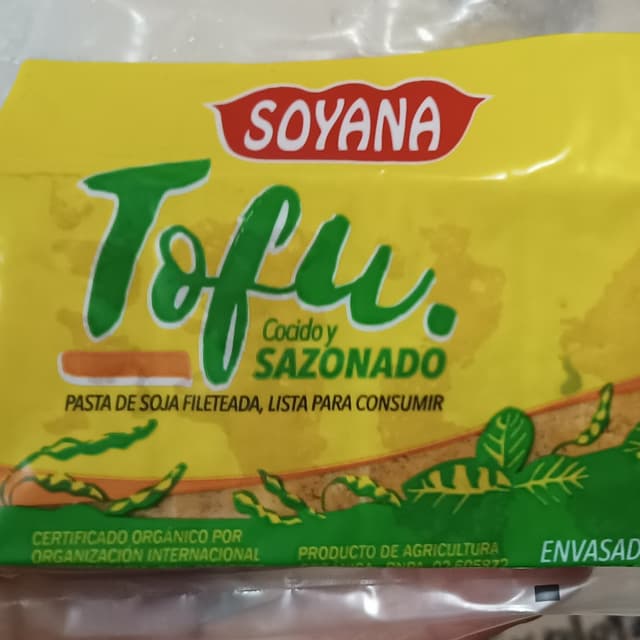 SOYANA
Tofu.
Cocido y
SAZONADO
PASTA DE SOJA FILETEADA, LISTA PARA CONSUMIR
CERTIFICADO ORGÁNICO POR
ORGANIZACIÓN INTERNACIONAL
PRODUCTO DE AGRICULTURA
ENVASAD